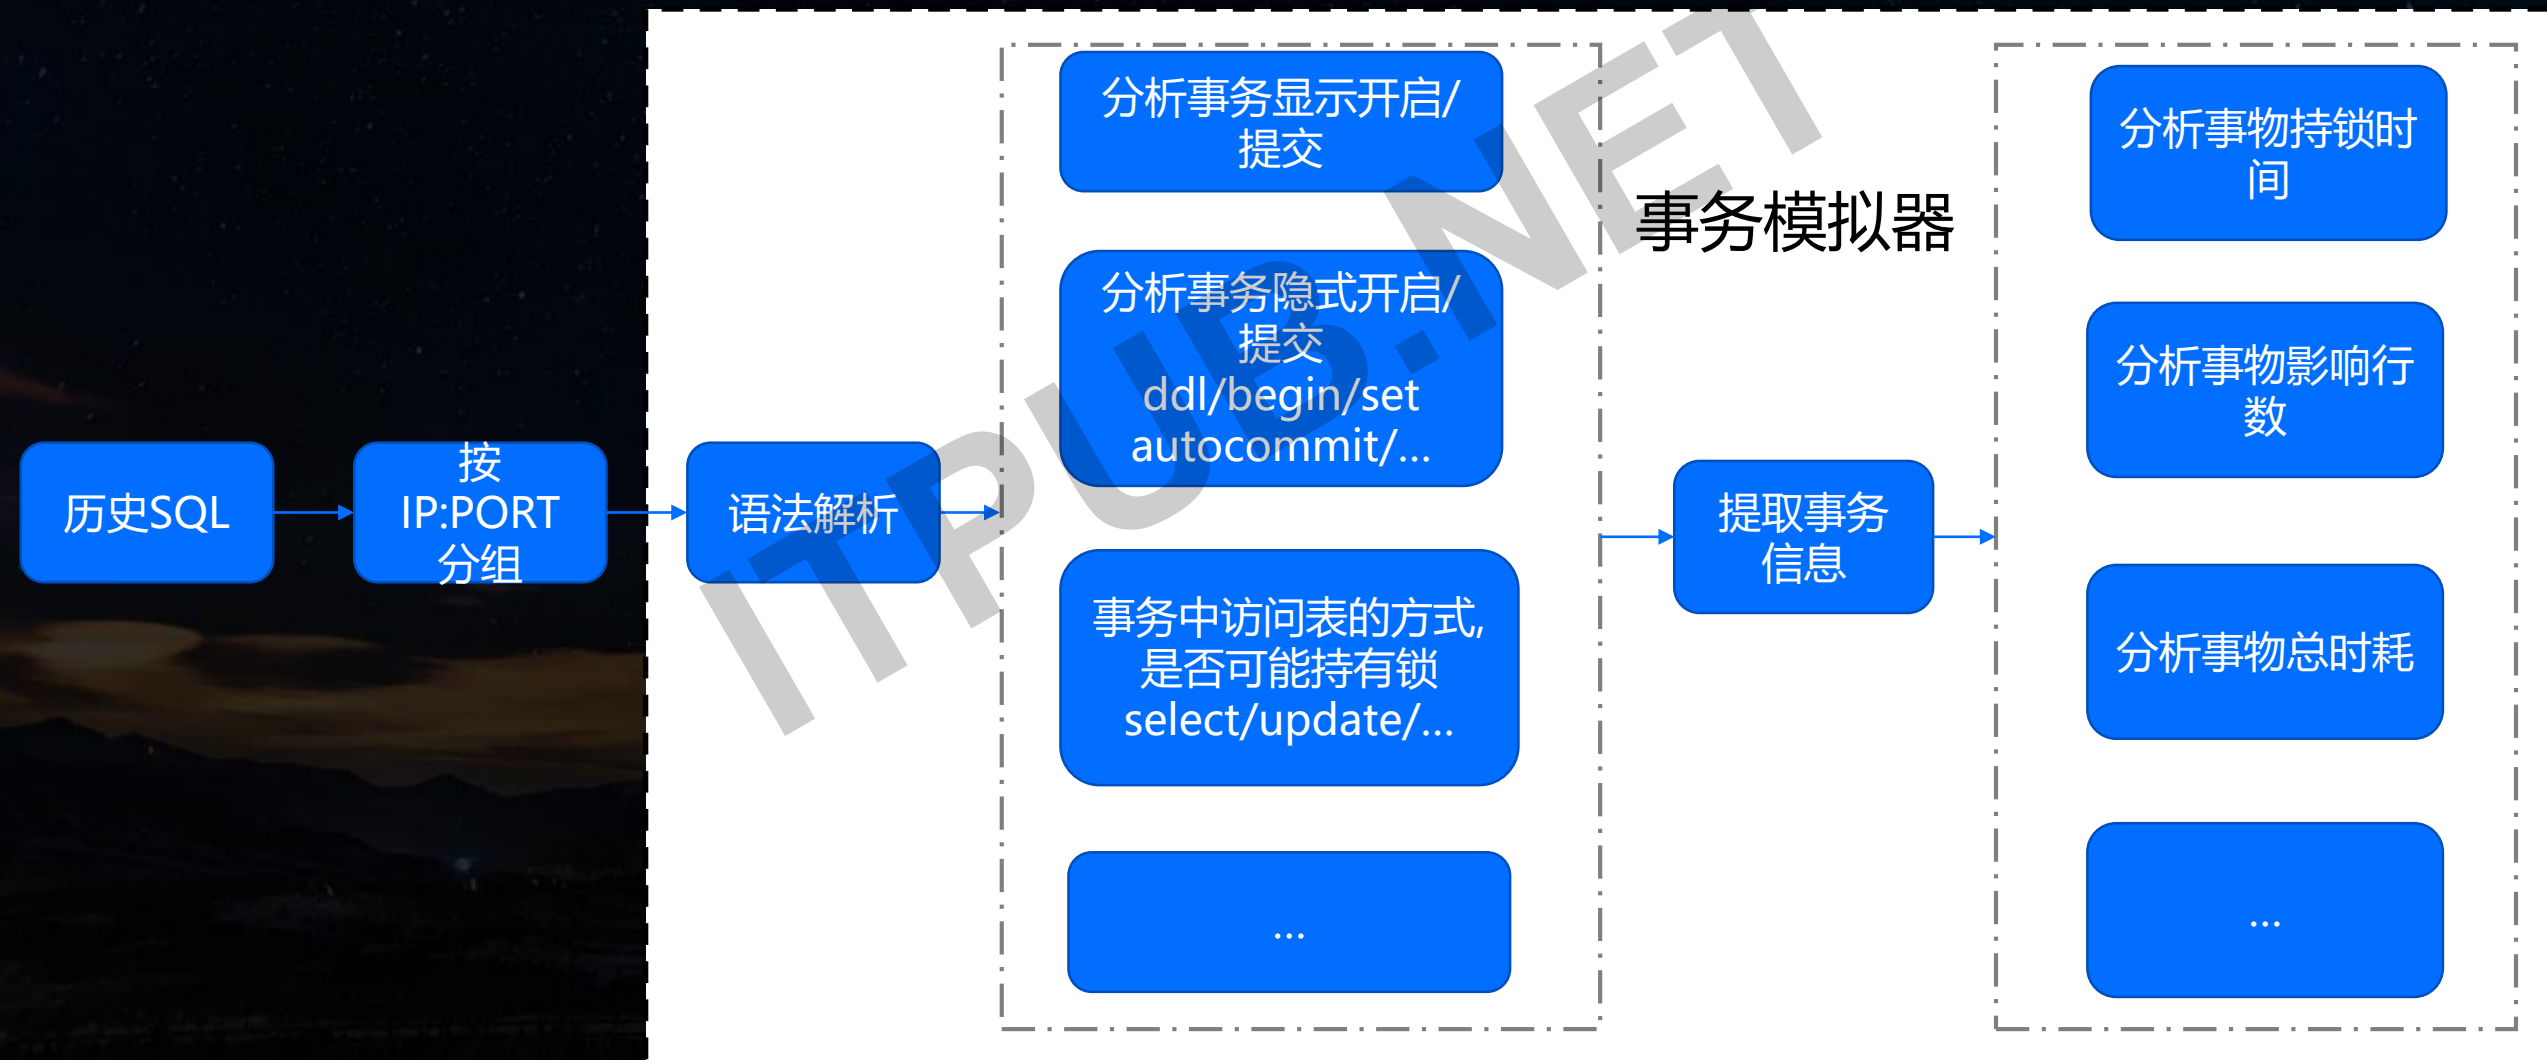 历史SQL
按
IP:PORT
分组
语法解析
分析事务显示开启/
提交
分析事务隐式开启/
提交
ddl/begin/set
autocommit/...
事务中访问表的方式,
是否可能持有锁
select/update/...
...
事务模拟器
提取事务
信息
分析事物持锁时
间
分析事物影响行
数
分析事物总时耗
...
ITPUB.NET